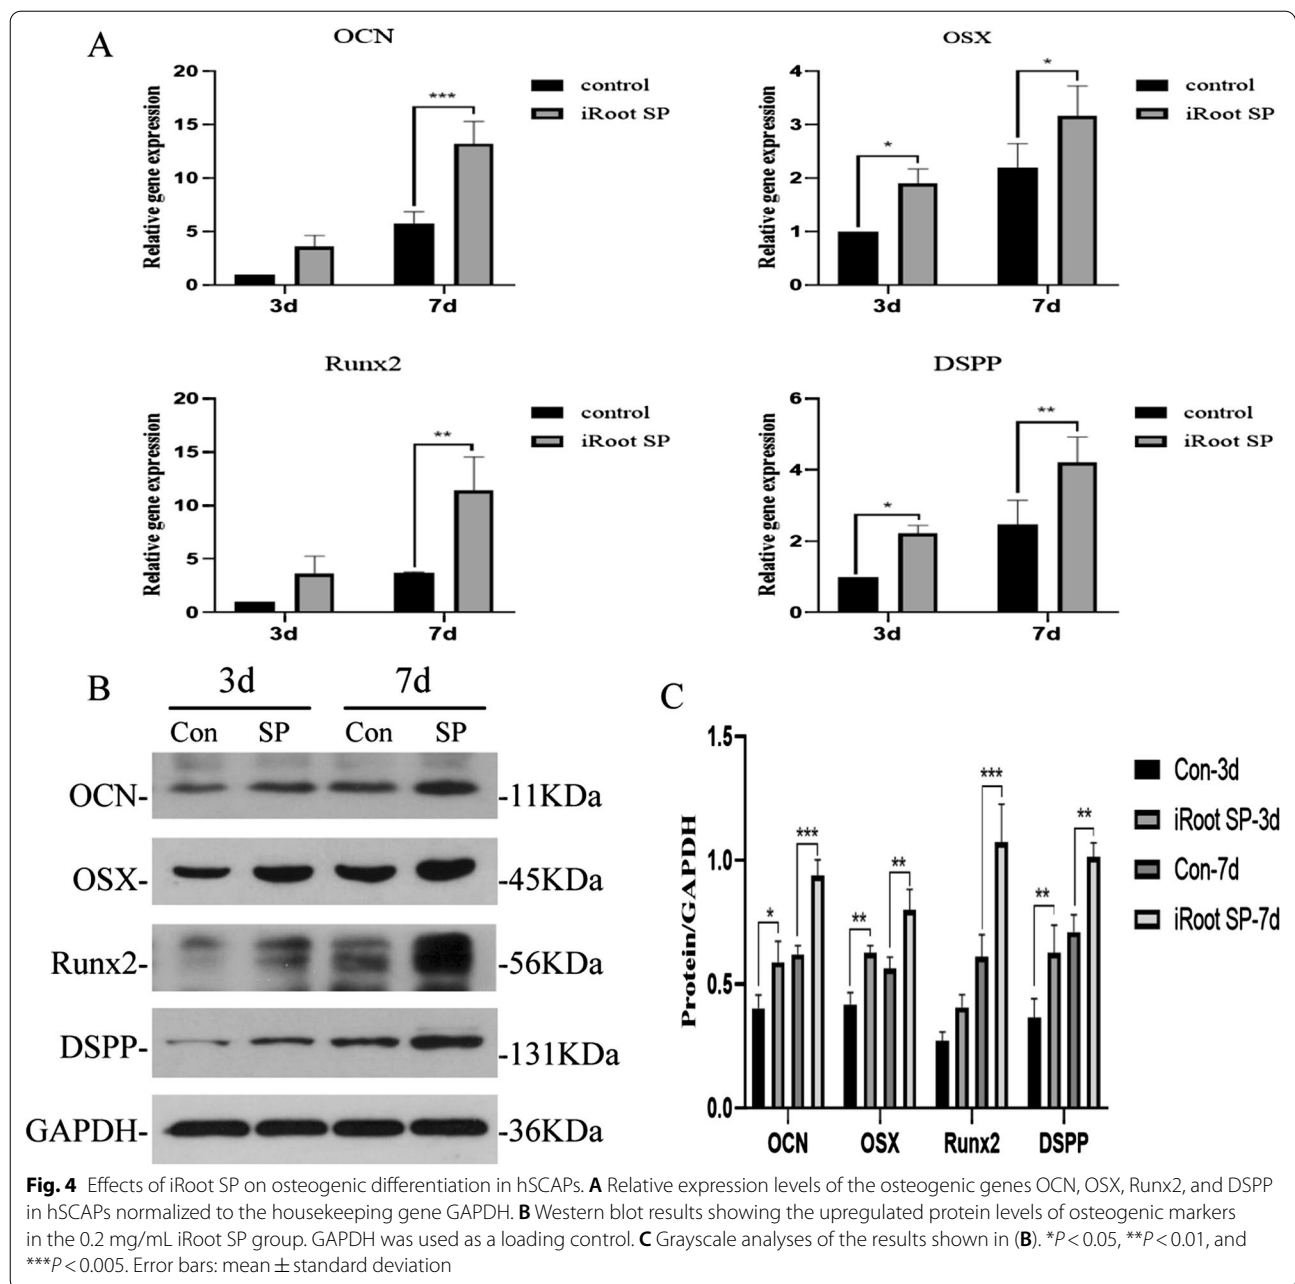 A
OCN
Relative gene expression
20
15
10
5
0
***
3d
7d
control
iRoot SP
OSX
Relative gene expression
4
3
2
1
0
*
*
3d
7d
control
iRoot SP
Runx2
Relative gene expression
20
15
10
5
0
**
3d
7d
control
iRoot SP
DSPP
Relative gene expression
6
4
2
0
*
**
3d
7d
control
iRoot SP
B
3d 7d
Con SP Con SP
OCN- -11KDa
OSX- -45KDa
Runx2- -56KDa
DSPP- -131KDa
GAPDH- -36KDa
C
Protein/GAPDH
1.5
1.0
0.5
0.0
* *** ** ** *** ** **
OCN OSX Runx2 DSPP
Con-3d
iRoot SP-3d
Con-7d
iRoot SP-7d
Fig. 4 Effects of iRoot SP on osteogenic differentiation in hSCAPs. A Relative expression levels of the osteogenic genes OCN, OSX, Runx2, and DSPP
in hSCAPs normalized to the housekeeping gene GAPDH. B Western blot results showing the upregulated protein levels of osteogenic markers
in the 0.2 mg/mL iRoot SP group. GAPDH was used as a loading control. C Grayscale analyses of the results shown in (B). *P < 0.05, **P < 0.01, and
***P < 0.005. Error bars: mean ± standard deviation